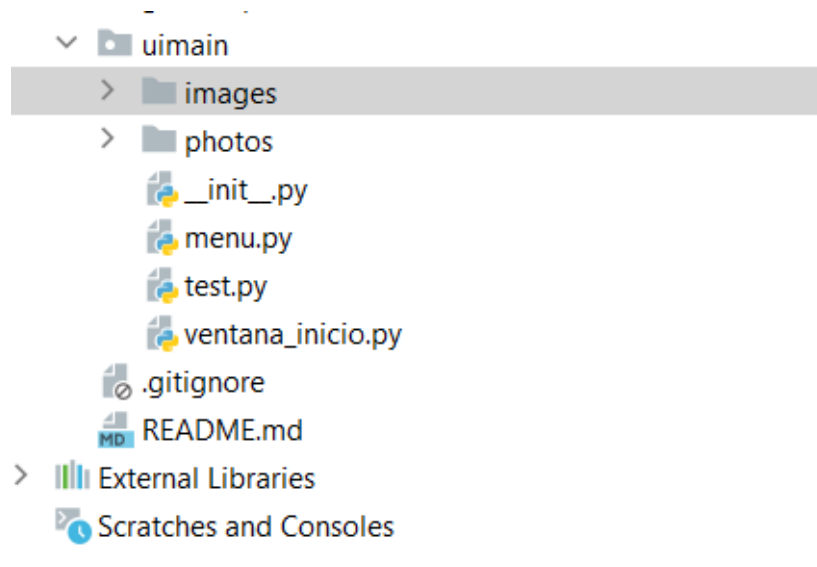 uimain
images
photos
__init__.py
menu.py
test.py
ventana_inicio.py
.gitignore
MD README.md
External Libraries
Scratches and Consoles